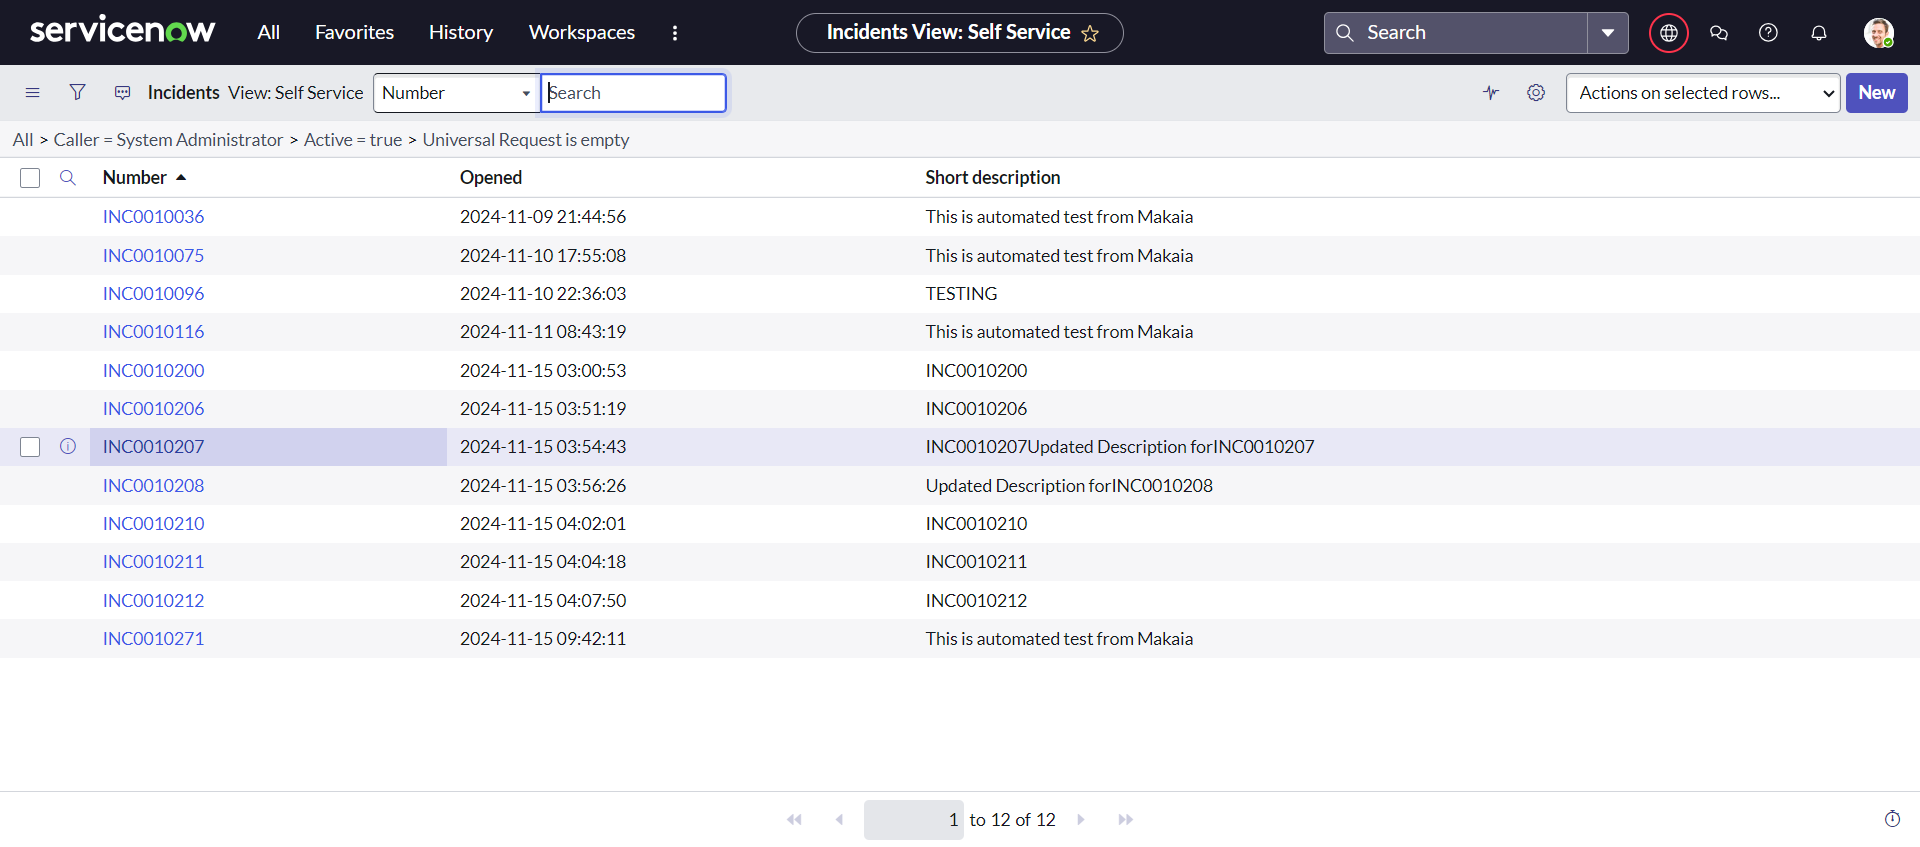 servicenow All Favorites History Workspaces Incidents View: Self Service Search
Incidents View: Self Service Number Search Actions on selected rows... New
All > Caller = System Administrator > Active = true > Universal Request is empty
Number Opened Short description
INC0010036 2024-11-09 21:44:56 This is automated test from Makaia
INC0010075 2024-11-10 17:55:08 This is automated test from Makaia
INC0010096 2024-11-10 22:36:03 TESTING
INC0010116 2024-11-11 08:43:19 This is automated test from Makaia
INC0010200 2024-11-15 03:00:53 INC0010200
INC0010206 2024-11-15 03:51:19 INC0010206
INC0010207 2024-11-15 03:54:43 INC0010207Updated Description forINC0010207
INC0010208 2024-11-15 03:56:26 Updated Description forINC0010208
INC0010210 2024-11-15 04:02:01 INC0010210
INC0010211 2024-11-15 04:04:18 INC0010211
INC0010212 2024-11-15 04:07:50 INC0010212
INC0010271 2024-11-15 09:42:11 This is automated test from Makaia
1 to 12 of 12